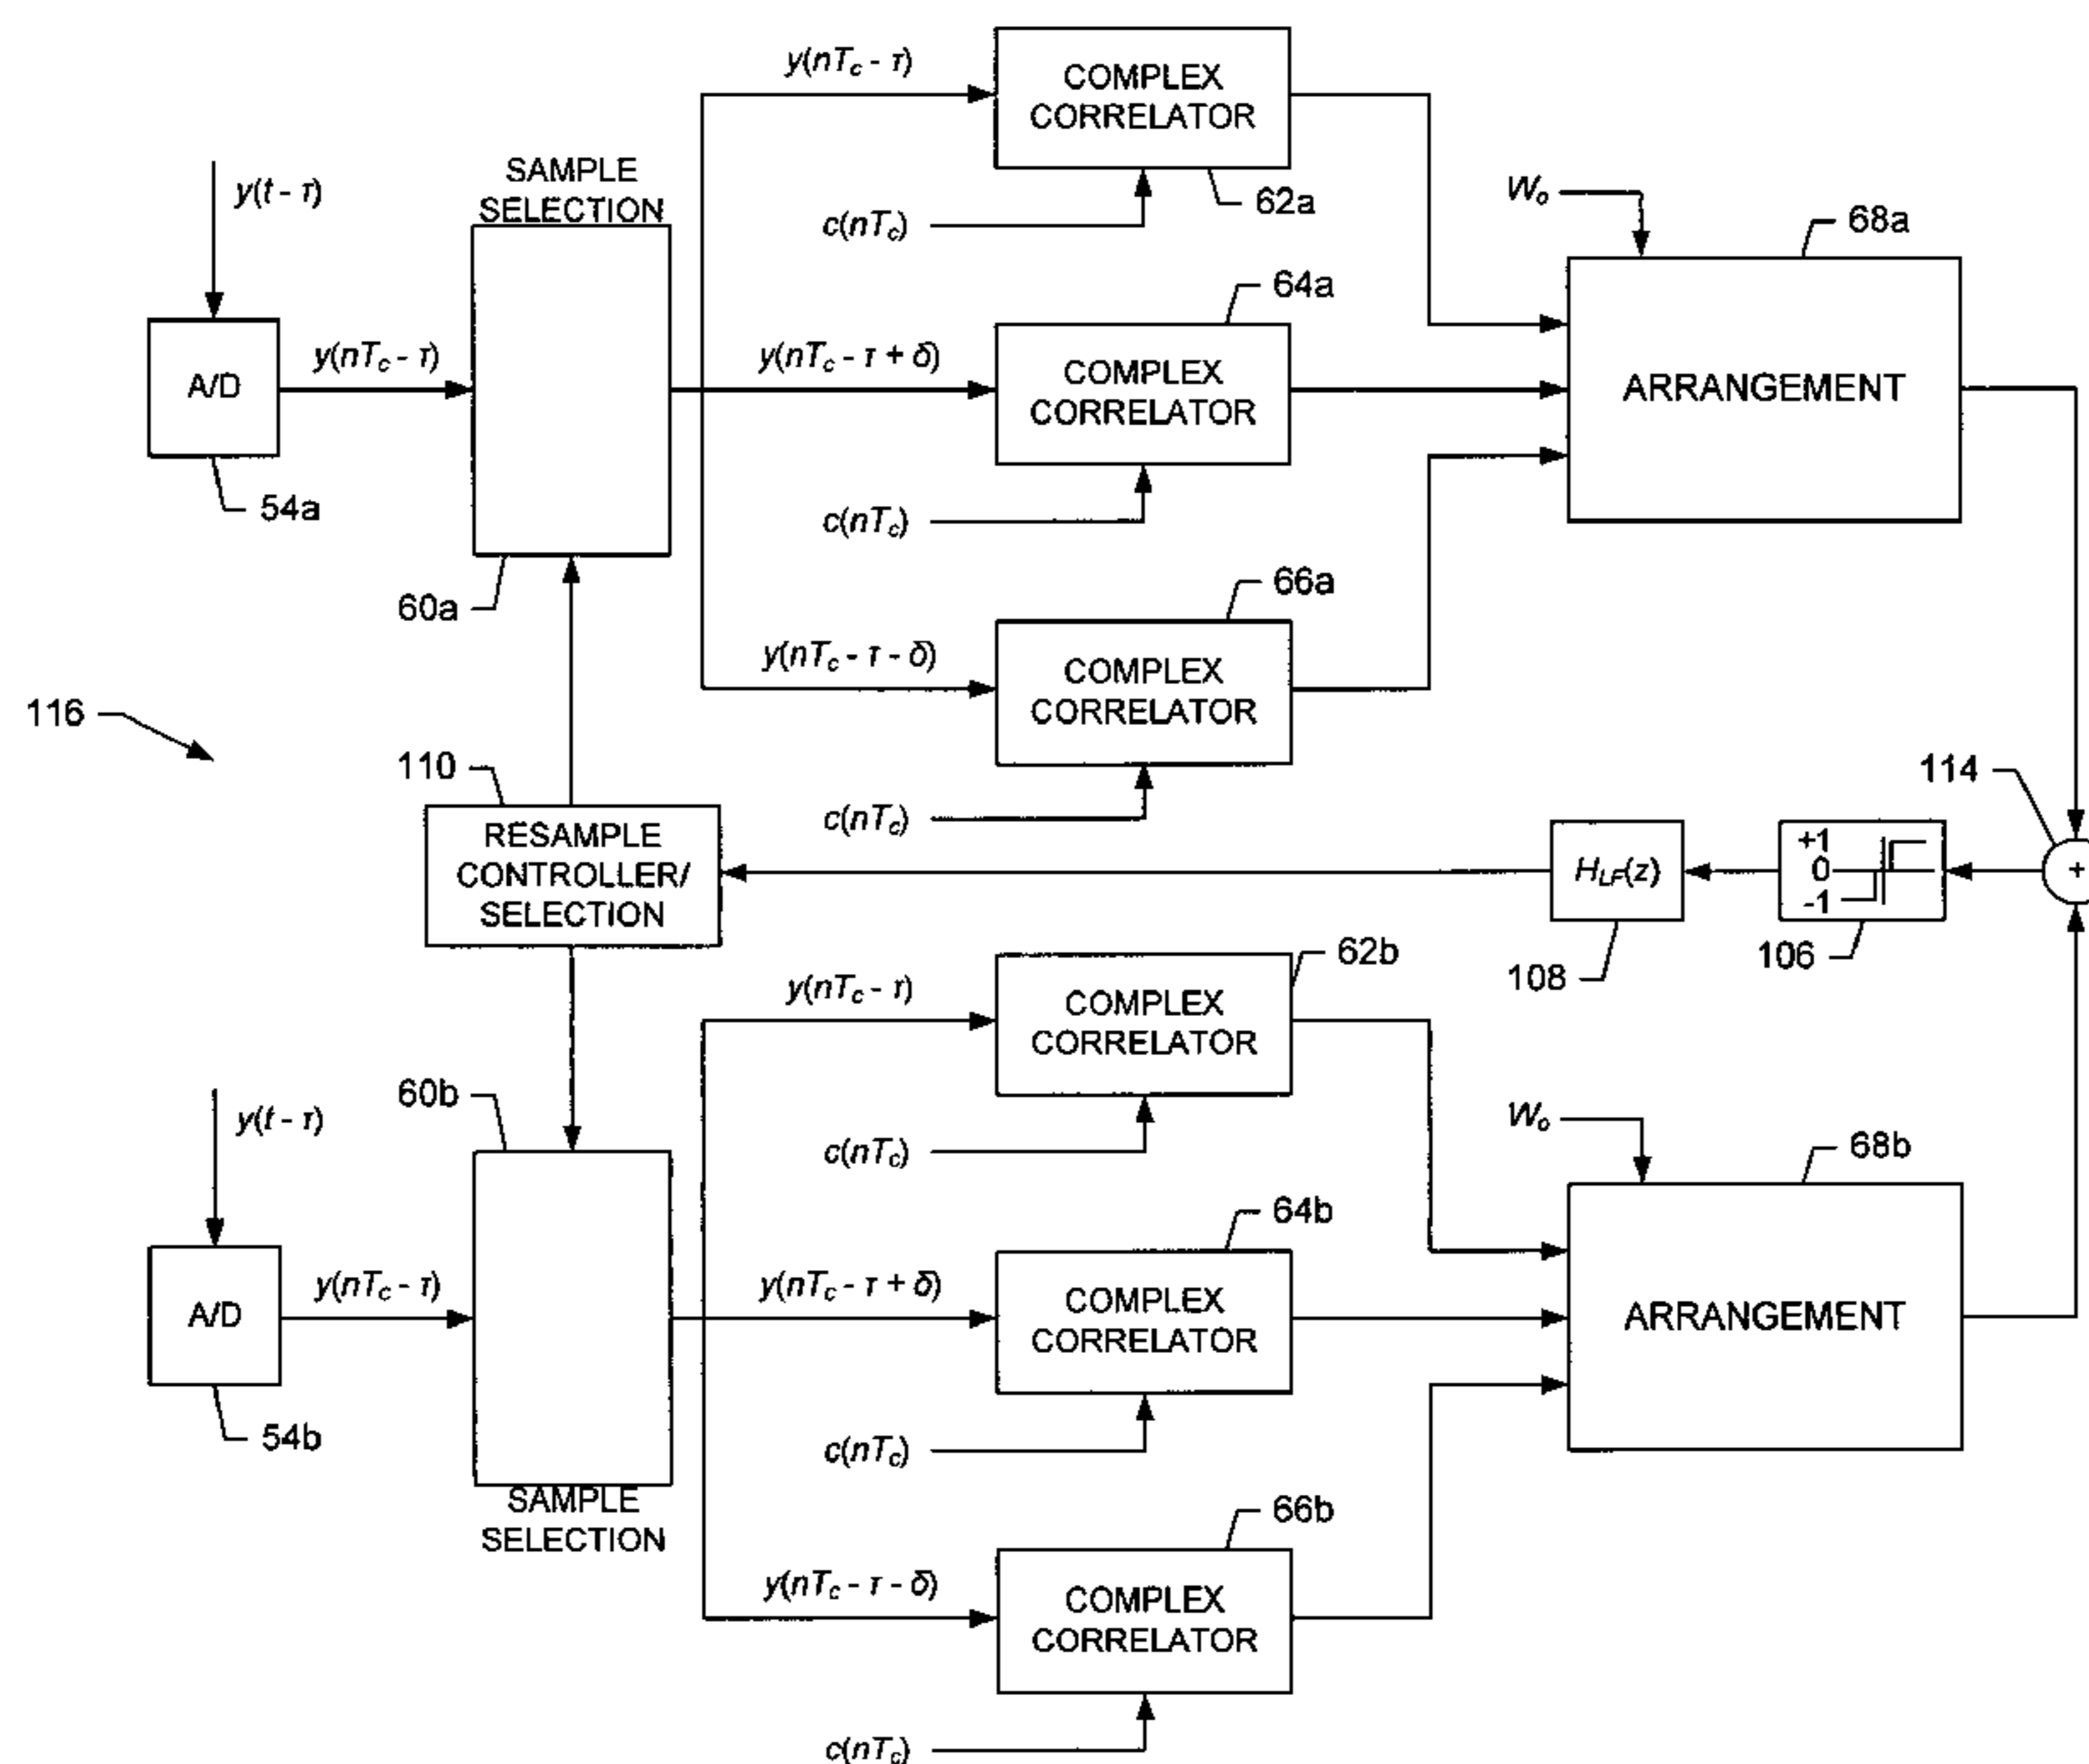 y(nTc - τ)
COMPLEX
CORRELATOR
62a
c(nTc)
y(t - τ)
SAMPLE
SELECTION
Wo
68a
64a
A/D
y(nTc - τ)
y(nTc - τ + δ)
COMPLEX
CORRELATOR
ARRANGEMENT
54a
c(nTc)
60a
66a
y(nTc - τ - δ)
COMPLEX
CORRELATOR
116
110
c(nTc)
114
RESAMPLE
CONTROLLER/
SELECTION
HLF(z)
+1
0
-1
+
108
106
62b
y(nTc - τ)
COMPLEX
CORRELATOR
60b
y(t - τ)
c(nTc)
Wo
68b
64b
A/D
y(nTc - τ)
y(nTc - τ + δ)
COMPLEX
CORRELATOR
ARRANGEMENT
54b
c(nTc)
SAMPLE
SELECTION
66b
y(nTc - τ - δ)
COMPLEX
CORRELATOR
c(nTc)